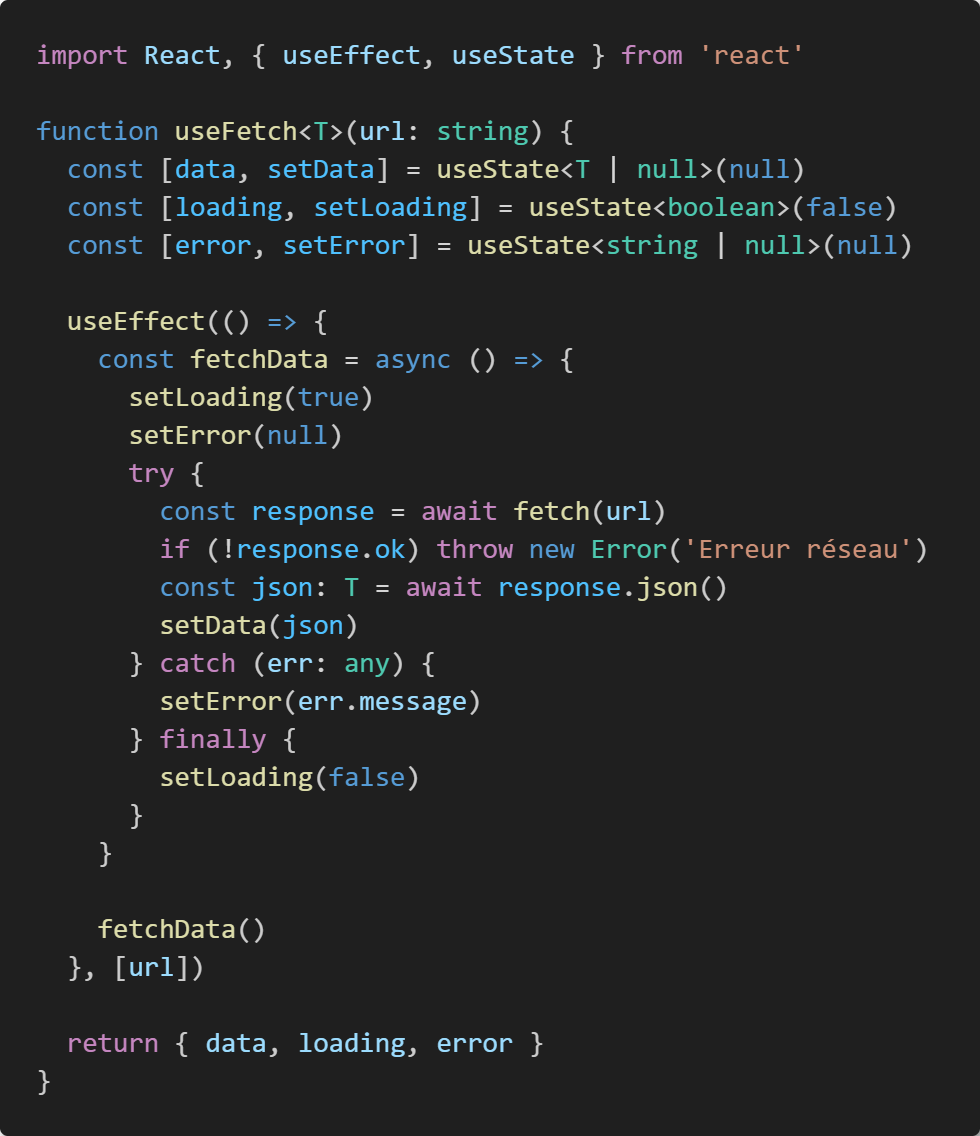 import React, { useEffect, useState } from 'react'

function useFetch<T>(url: string) {
  const [data, setData] = useState<T | null>(null)
  const [loading, setLoading] = useState<boolean>(false)
  const [error, setError] = useState<string | null>(null)

  useEffect(() => {
    const fetchData = async () => {
      setLoading(true)
      setError(null)
      try {
        const response = await fetch(url)
        if (!response.ok) throw new Error('Erreur réseau')
        const json: T = await response.json()
        setData(json)
      } catch (err: any) {
        setError(err.message)
      } finally {
        setLoading(false)
      }
    }

    fetchData()
  }, [url])

  return { data, loading, error }
}